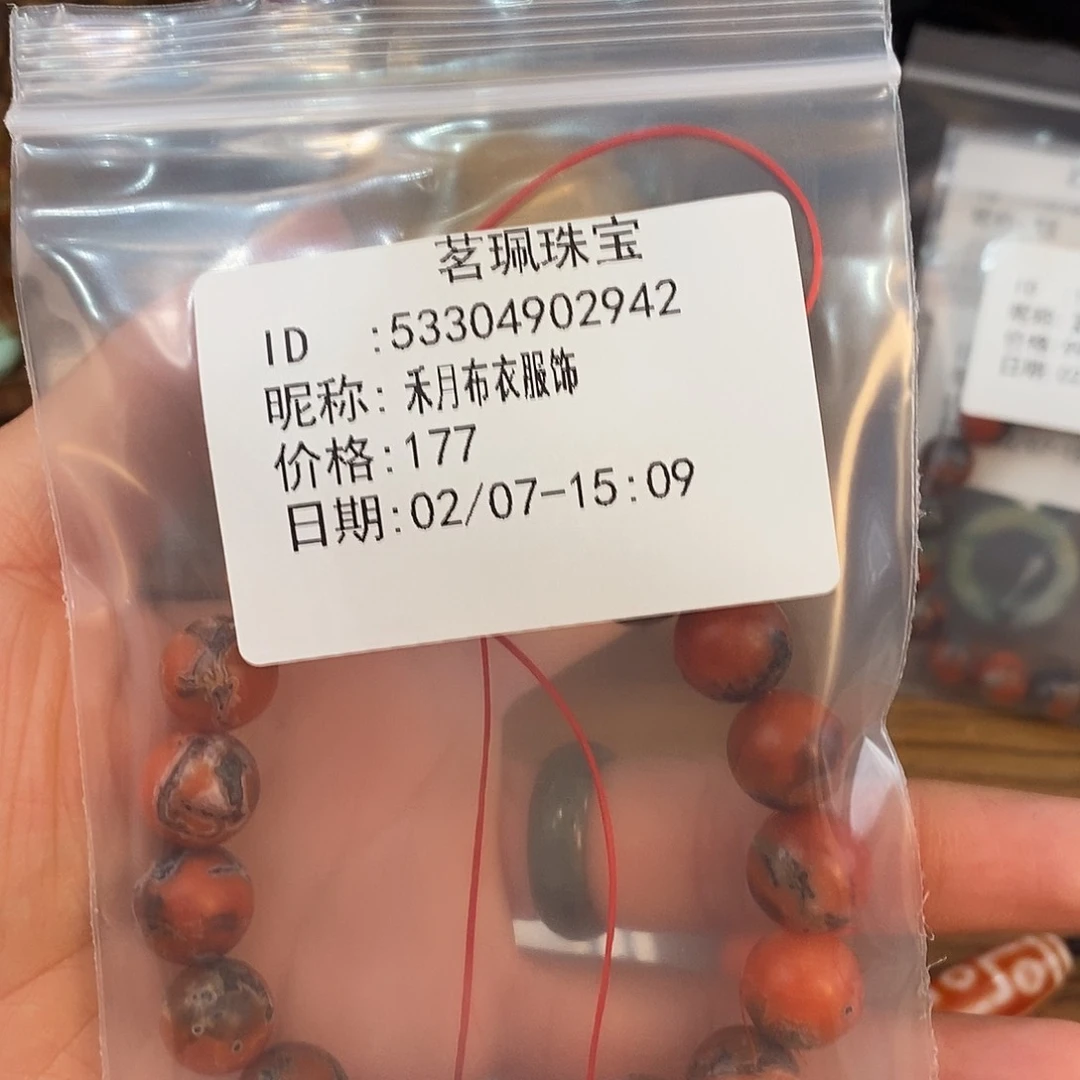 茗珮珠宝
ID :53304902942
昵称: 禾月布衣服饰
价格:177
日期:02/07-15:09